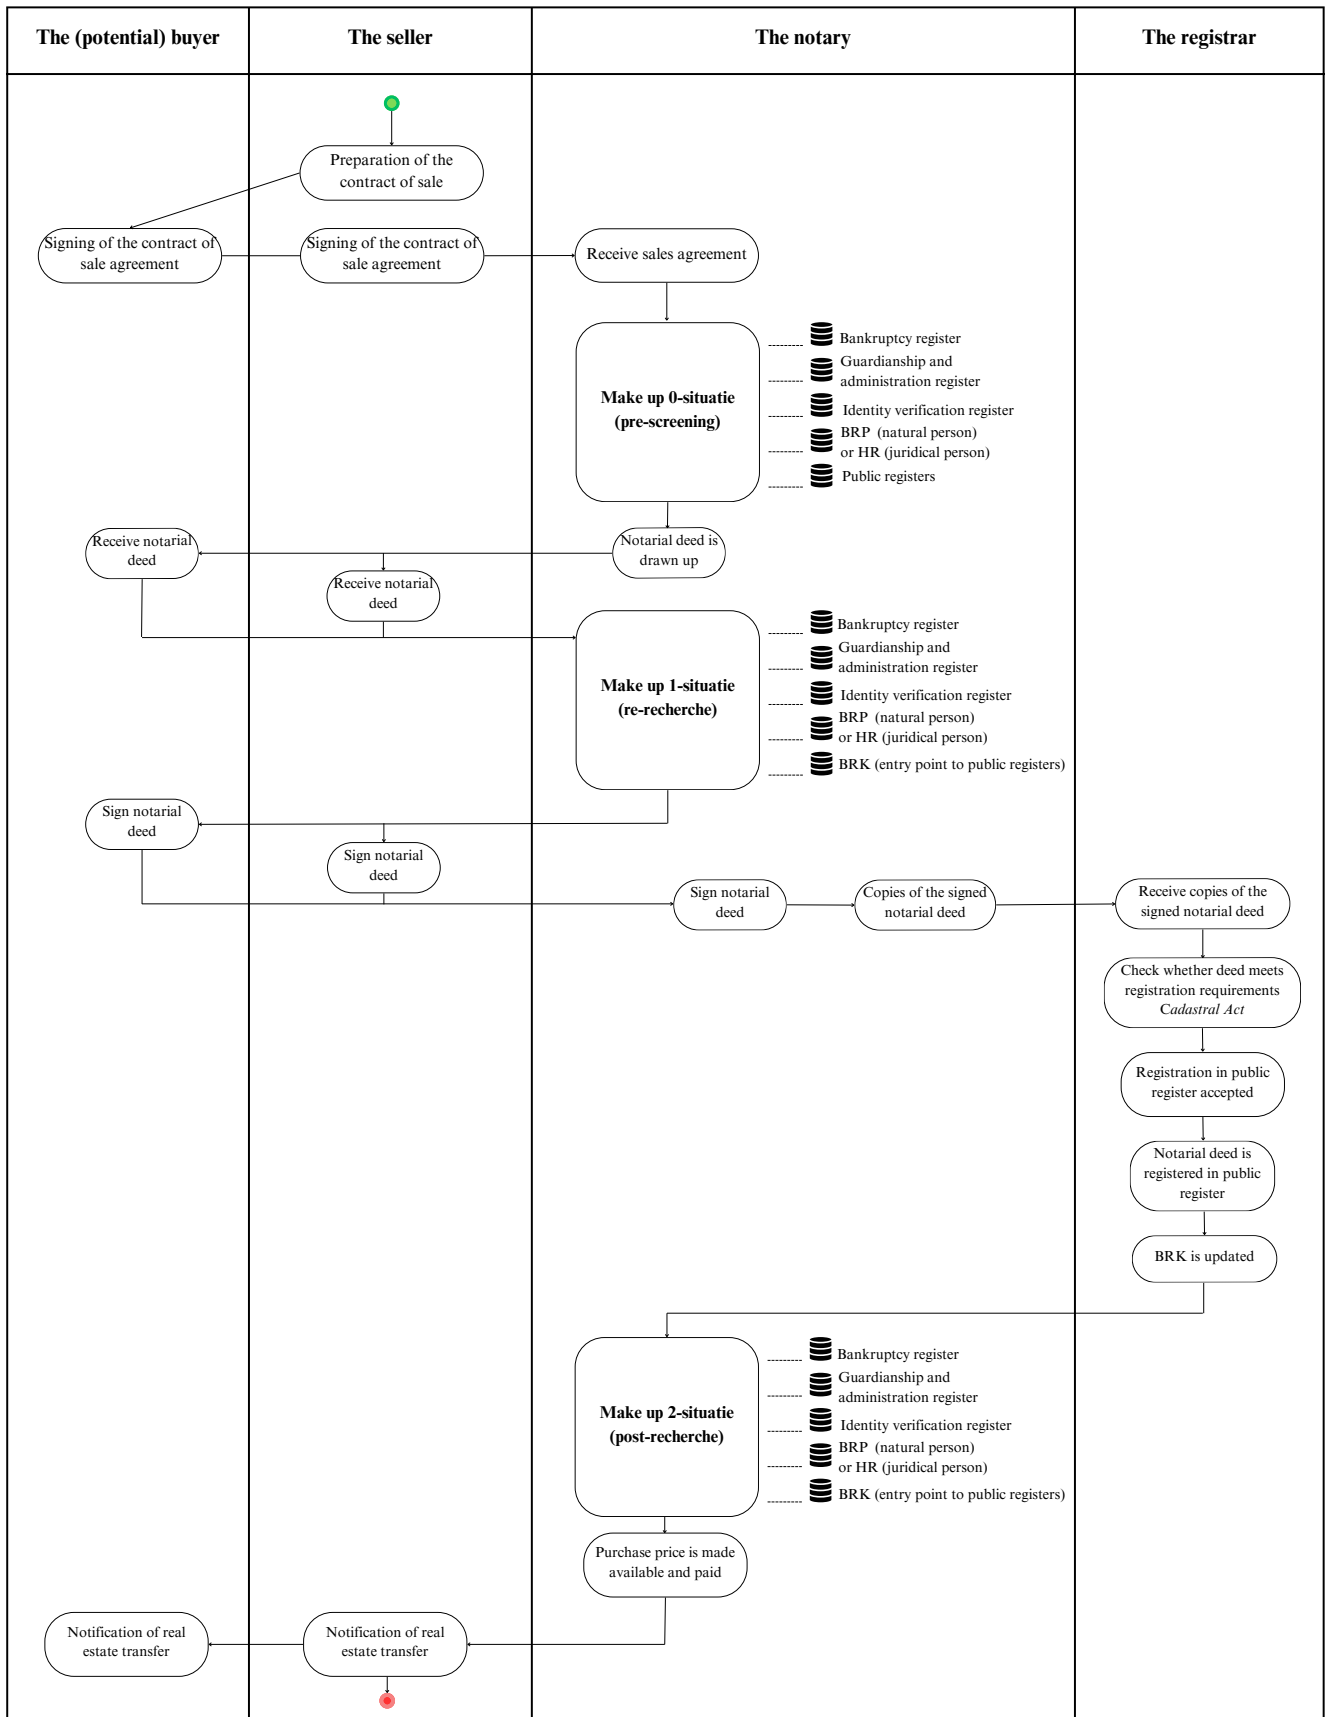 The (potential) buyer
The seller
The notary
The registrar
Preparation of the
contract of sale
Signing of the contract of
sale agreement
Signing of the contract of
sale agreement
Receive sales agreement
Make up 0-situatie
(pre-screening)
Bankruptcy register
Guardianship and
administration register
Identity verification register
BRP (natural person)
or HR (juridical person)
Public registers
Receive notarial
deed
Receive notarial
deed
Notarial deed is
drawn up
Make up 1-situatie
(re-recherche)
Bankruptcy register
Guardianship and
administration register
Identity verification register
BRP (natural person)
or HR (juridical person)
BRK (entry point to public registers)
Sign notarial
deed
Sign notarial
deed
Sign notarial
deed
Copies of the signed
notarial deed
Receive copies of the
signed notarial deed
Check whether deed meets
registration requirements
Cadastral Act
Registration in public
register accepted
Notarial deed is
registered in public
register
BRK is updated
Make up 2-situatie
(post-recherche)
Bankruptcy register
Guardianship and
administration register
Identity verification register
BRP (natural person)
or HR (juridical person)
BRK (entry point to public registers)
Purchase price is made
available and paid
Notification of real
estate transfer
Notification of real
estate transfer